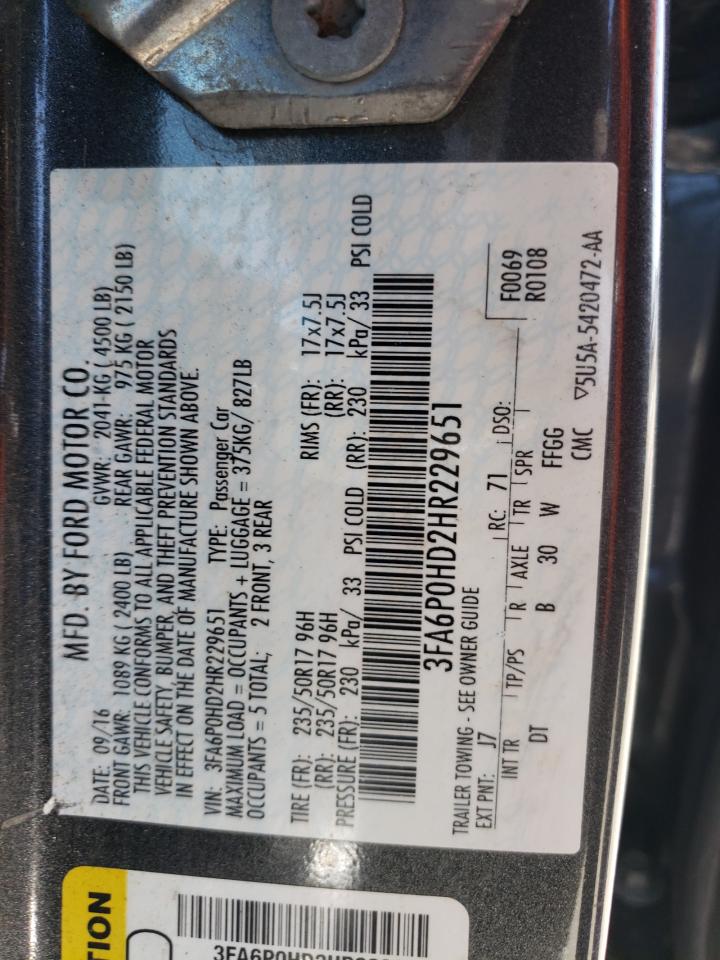 MFD. BY FORD MOTOR CO.
DATE: 09/16 GVWR: 2041-KG ( 4500 LB)
FRONT GAWR: 1089 KG ( 2400 LB) REAR GAWR: 975 KG ( 2150 LB)
THIS VEHICLE CONFORMS TO ALL APPLICABLE FEDERAL MOTOR
VEHICLE SAFETY, BUMPER, AND THEFT PREVENTION STANDARDS
IN EFFECT ON THE DATE OF MANUFACTURE SHOWN ABOVE.
VIN: 3FA6P0HD2HR229651 TYPE: Passenger Car
MAXIMUM LOAD = OCCUPANTS + LUGGAGE = 375KG/ 827LB
OCCUPANTS = 5 TOTAL, 2 FRONT, 3 REAR
TIRE (FR): 235/50R17 96H RIMS (FR): 17x7.5J
(RR): 235/50R17 96H (RR): 17x7.5J
PRESSURE (FR): 230 kPa/ 33 PSI COLD (RR): 230 kPa/ 33 PSI COLD
3FA6P0HD2HR229651
TRAILER TOWING - SEE OWNER GUIDE
F0069
R0108
EXT PNT: J7 RC: 71 DSO:
INT TR TP/PS R AXLE TR SPR
DT B 30 W FFGG
CMC ▽5U5A-5420472-AA
TION